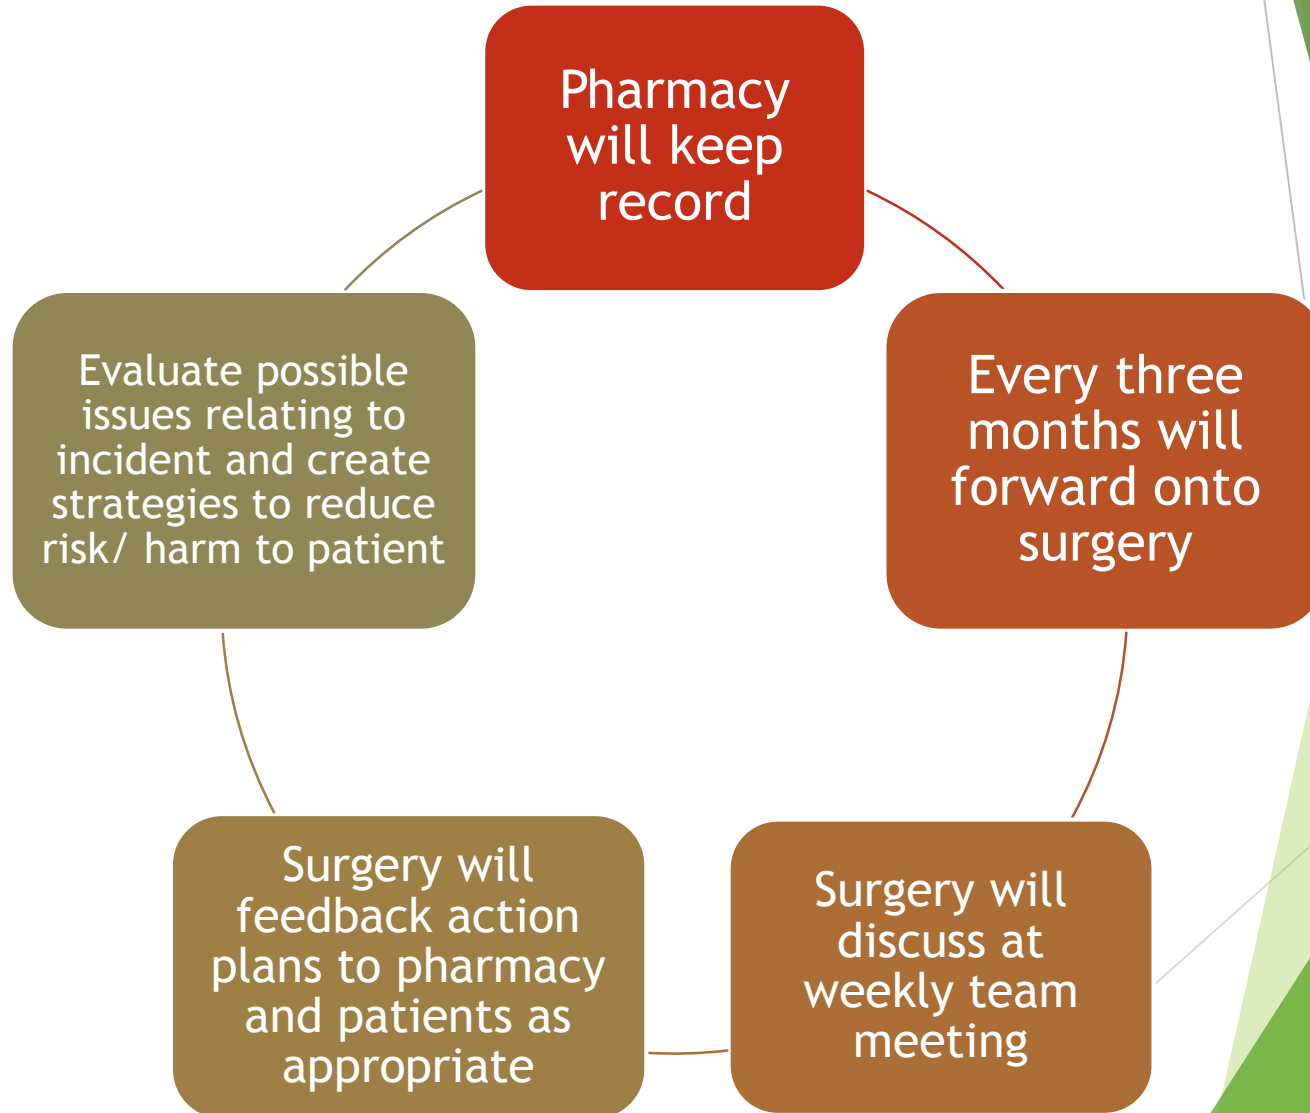 Pharmacy
will keep
record
Every three
months will
forward onto
surgery
Surgery will
discuss at
weekly team
meeting
Surgery will
feedback action
plans to pharmacy
and patients as
appropriate
Evaluate possible
issues relating to
incident and create
strategies to reduce
risk/ harm to patient